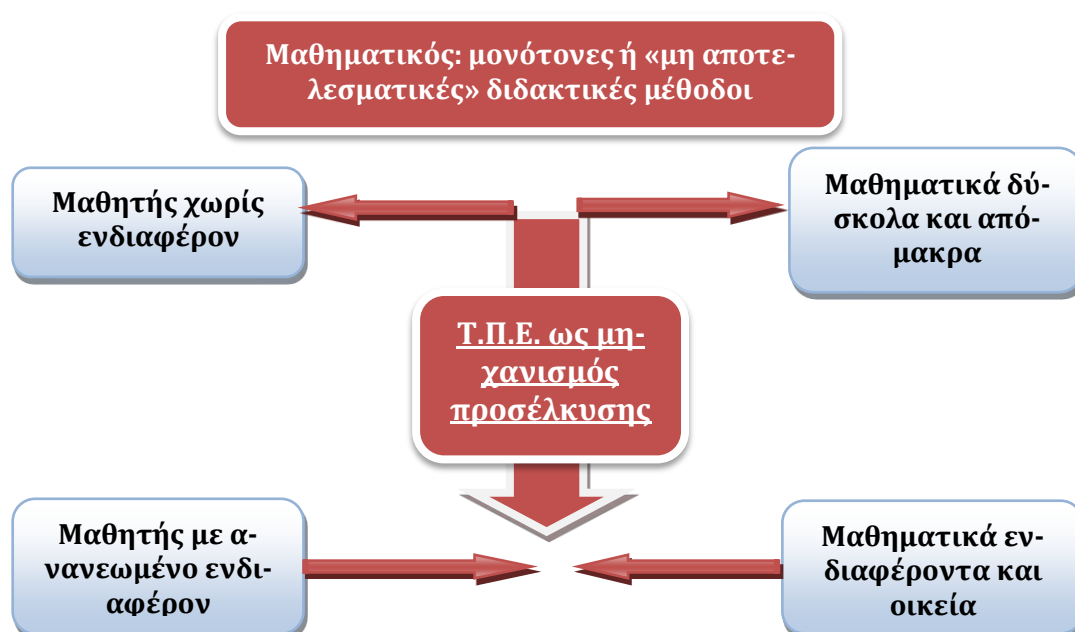 Μαθηματικός: μονότονες ή «μη αποτε-
λεσματικές» διδακτικές μέθοδοι
Μαθητής χωρίς
ενδιαφέρον
Μαθηματικά δύ-
σκολα και από-
μακρα
Τ.Π.Ε. ως μη-
χανισμός
προσέλκυσης
Μαθητής με α-
νανεωμένο ενδι-
αφέρον
Μαθηματικά εν-
διαφέροντα και
οικεία